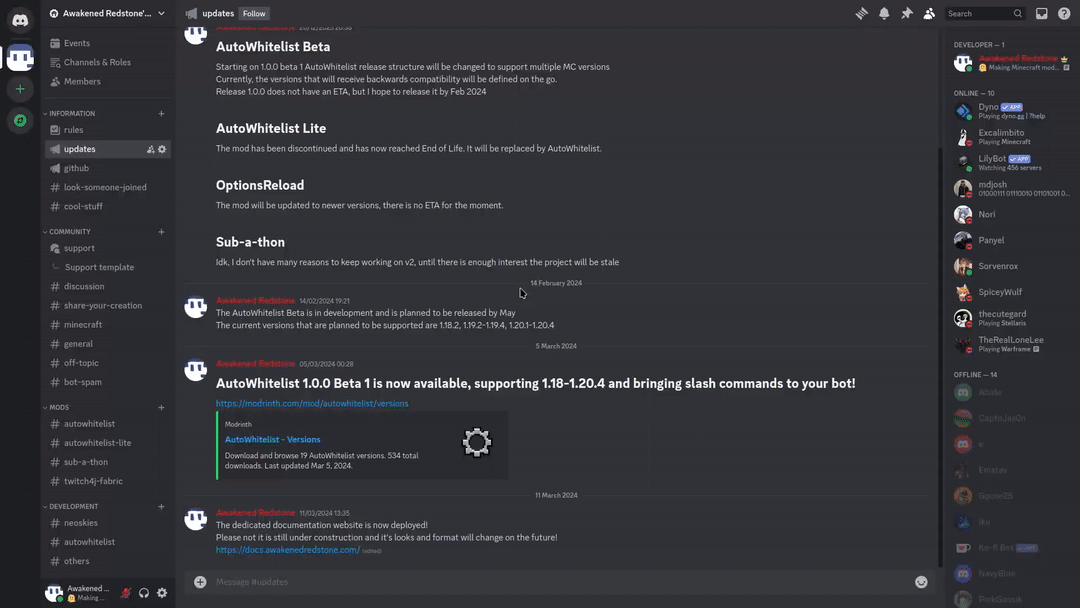 Awakened Redstone'...
updates
Follow
Search
Events
Channels & Roles
Members
INFORMATION
rules
updates
github
look-someone-joined
cool-stuff
COMMUNITY
support
Support template
discussion
share-your-creation
minecraft
general
off-topic
bot-spam
MODS
autowhitelist
autowhitelist-lite
sub-a-thon
twitch4j-fabric
DEVELOPMENT
neoskies
autowhitelist
others
Awakened ...
Making ...
AutoWhitelist Beta
Starting on 1.0.0 beta 1 AutoWhitelist release structure will be changed to support multiple MC versions
Currently, the versions that will receive backwards compatibility will be defined on the go.
Release 1.0.0 does not have an ETA, but I hope to release it by Feb 2024
AutoWhitelist Lite
The mod has been discontinued and has now reached End of Life. It will be replaced by AutoWhitelist.
OptionsReload
The mod will be updated to newer versions, there is no ETA for the moment.
Sub-a-thon
Idk, I don't have many reasons to keep working on v2, until there is enough interest the project will be stale
14 February 2024
Awakened Redstone 14/02/2024 19:21
The AutoWhitelist Beta is in development and is planned to be released by May
The current versions that are planned to be supported are 1.18.2, 1.19.2-1.19.4, 1.20.1-1.20.4
5 March 2024
Awakened Redstone 05/03/2024 00:28
AutoWhitelist 1.0.0 Beta 1 is now available, supporting 1.18-1.20.4 and bringing slash commands to your bot!
https://modrinth.com/mod/autowhitelist/versions
Modrinth
AutoWhitelist - Versions
Download and browse 19 AutoWhitelist versions. 534 total
downloads. Last updated Mar 5, 2024.
11 March 2024
Awakened Redstone 11/03/2024 13:35
The dedicated documentation website is now deployed!
Please not it is still under construction and it's looks and format will change on the future!
https://docs.awakenedredstone.com/ (edited)
Message #updates
DEVELOPER — 1
Awakened Redstone
Making Minecraft mod...
ONLINE — 10
Dyno APP
Playing dyno.gg | ?help
Excalimbito
Playing Minecraft
LilyBot APP
Watching 456 servers
mdjosh
01000111 01110010 01101001 0...
Nori
Panyel
Sorvenrox
SpiceyWulf
thecutegard
Playing Stellaris
TheRealLoneLee
Playing Warframe
OFFLINE — 14
CaptnJasOn
e
Ematav
iku
Ko-fi Bot
NavyBlue